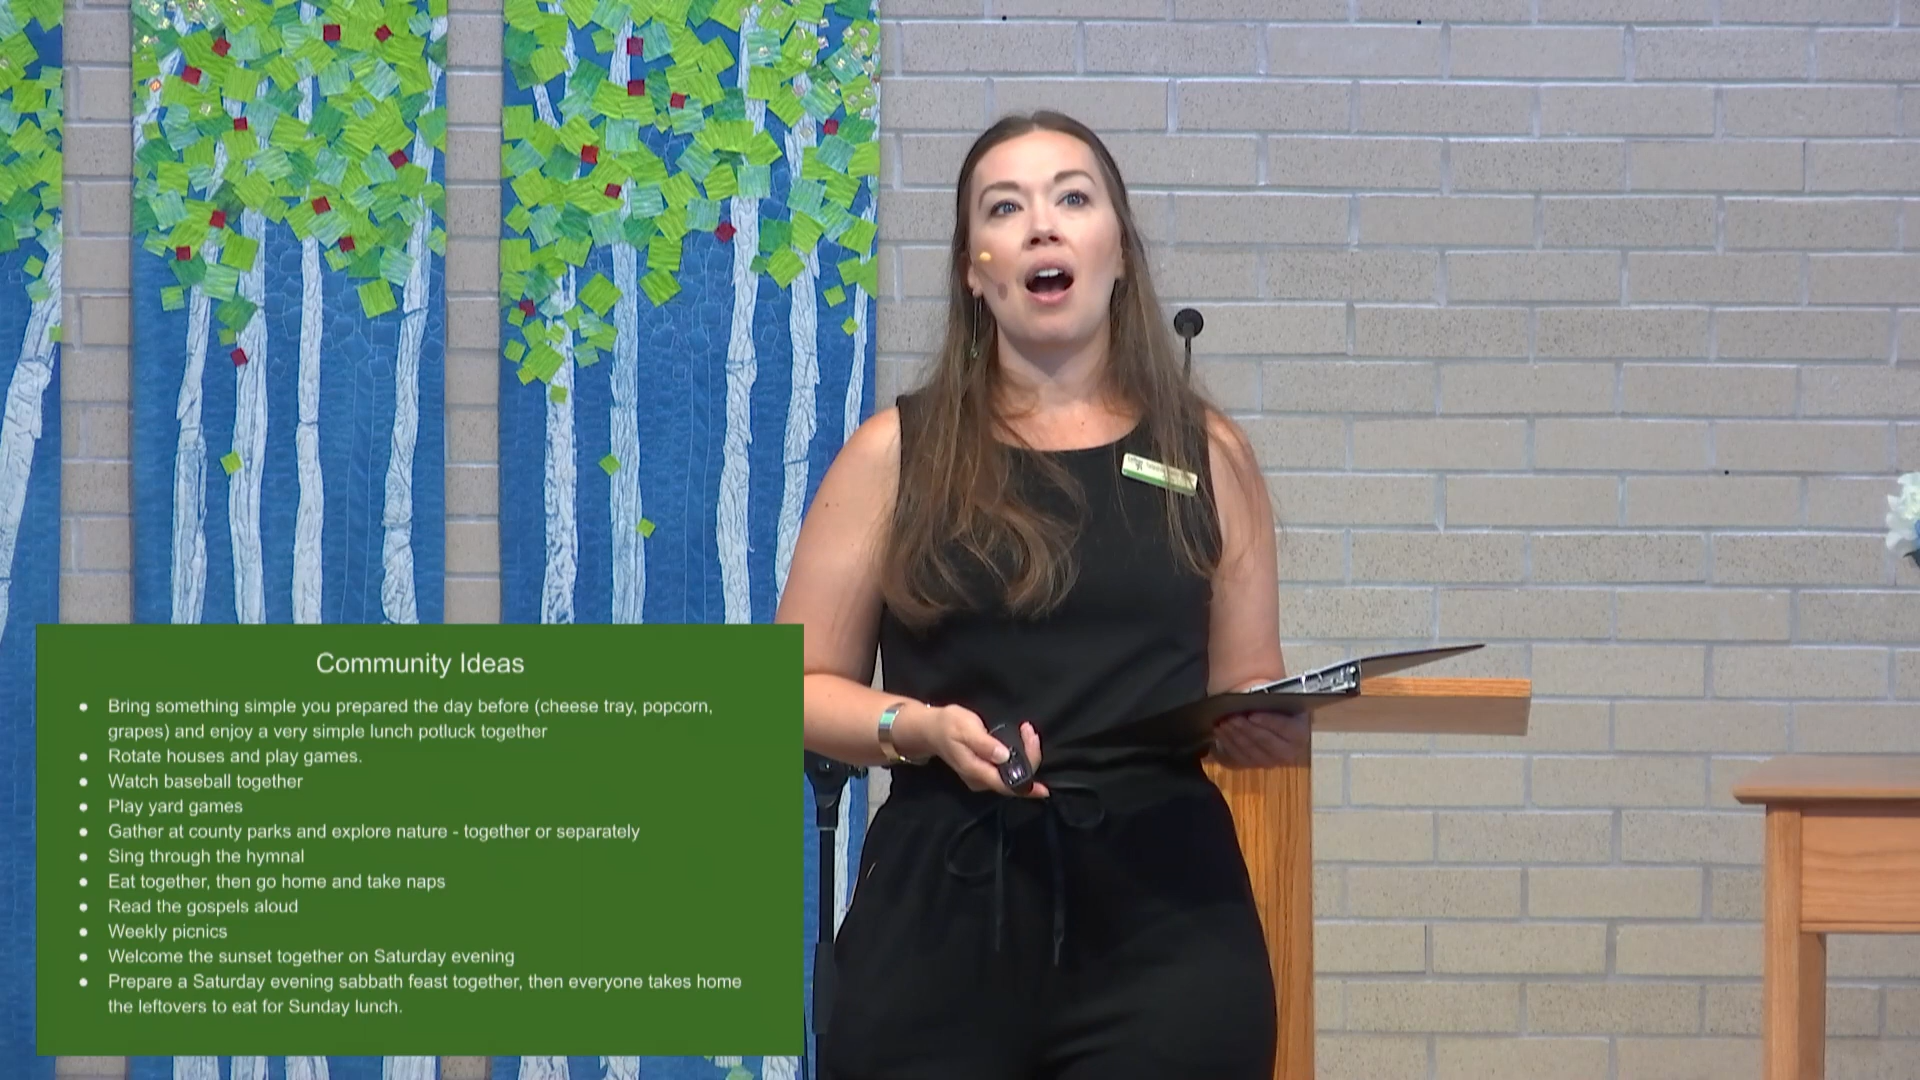 Community Ideas
● Bring something simple you prepared the day before (cheese tray, popcorn,
grapes) and enjoy a very simple lunch potluck together
● Rotate houses and play games.
● Watch baseball together
● Play yard games
● Gather at county parks and explore nature - together or separately
● Sing through the hymnal
● Eat together, then go home and take naps
● Read the gospels aloud
● Weekly picnics
● Welcome the sunset together on Saturday evening
● Prepare a Saturday evening sabbath feast together, then everyone takes home
the leftovers to eat for Sunday lunch.